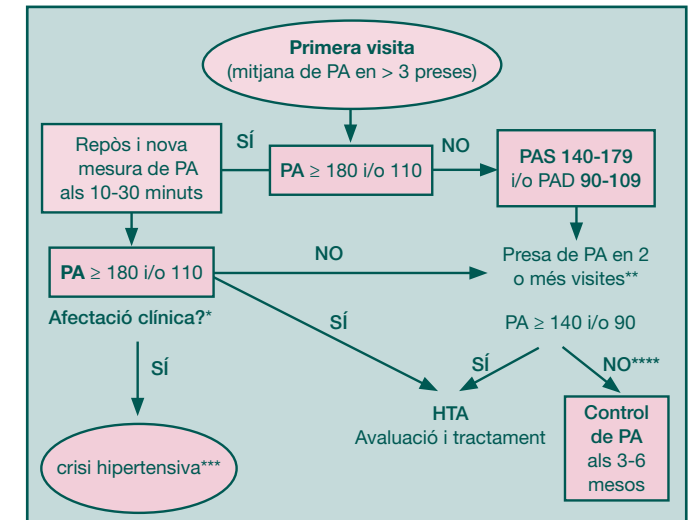 Primera visita
(mitjana de PA en > 3 preses)
Repòs i nova
mesura de PA
als 10-30 minuts
SÍ
PA ≥ 180 i/o 110
NO
PAS 140-179
i/o PAD 90-109
PA ≥ 180 i/o 110
NO
Presa de PA en 2
o més visites**
Afectació clínica?*
SÍ
PA ≥ 140 i/o 90
SÍ
SÍ
NO****
HTA
Avaluació i tractament
Control
de PA
als 3-6
mesos
crisi hipertensiva***